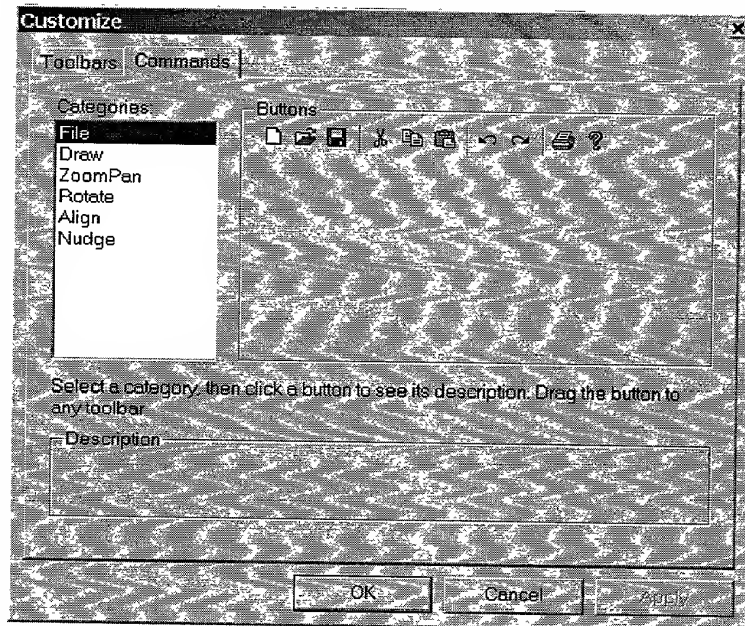 Customize
Toolbars Commands
Categories
Buttons
File
Draw
ZoomPan
Rotate
Align
Nudge
Select a category, then click a button to see its description. Drag the button to
any toolbar
Description
OK Cancel Apply